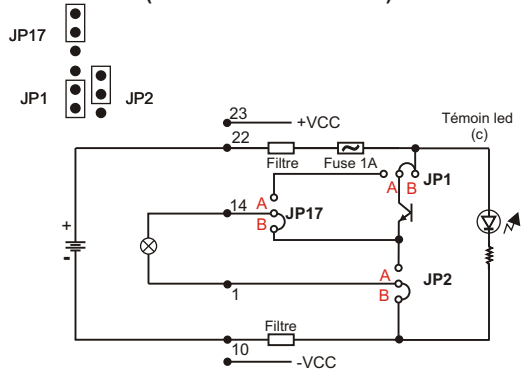 JP17
JP1
JP2
23
+VCC
22
Filtre
Fuse 1A
Témoin led
(c)
A
B
JP1
14
A
JP17
B
+
-
A
JP2
B
1
Filtre
10
-VCC